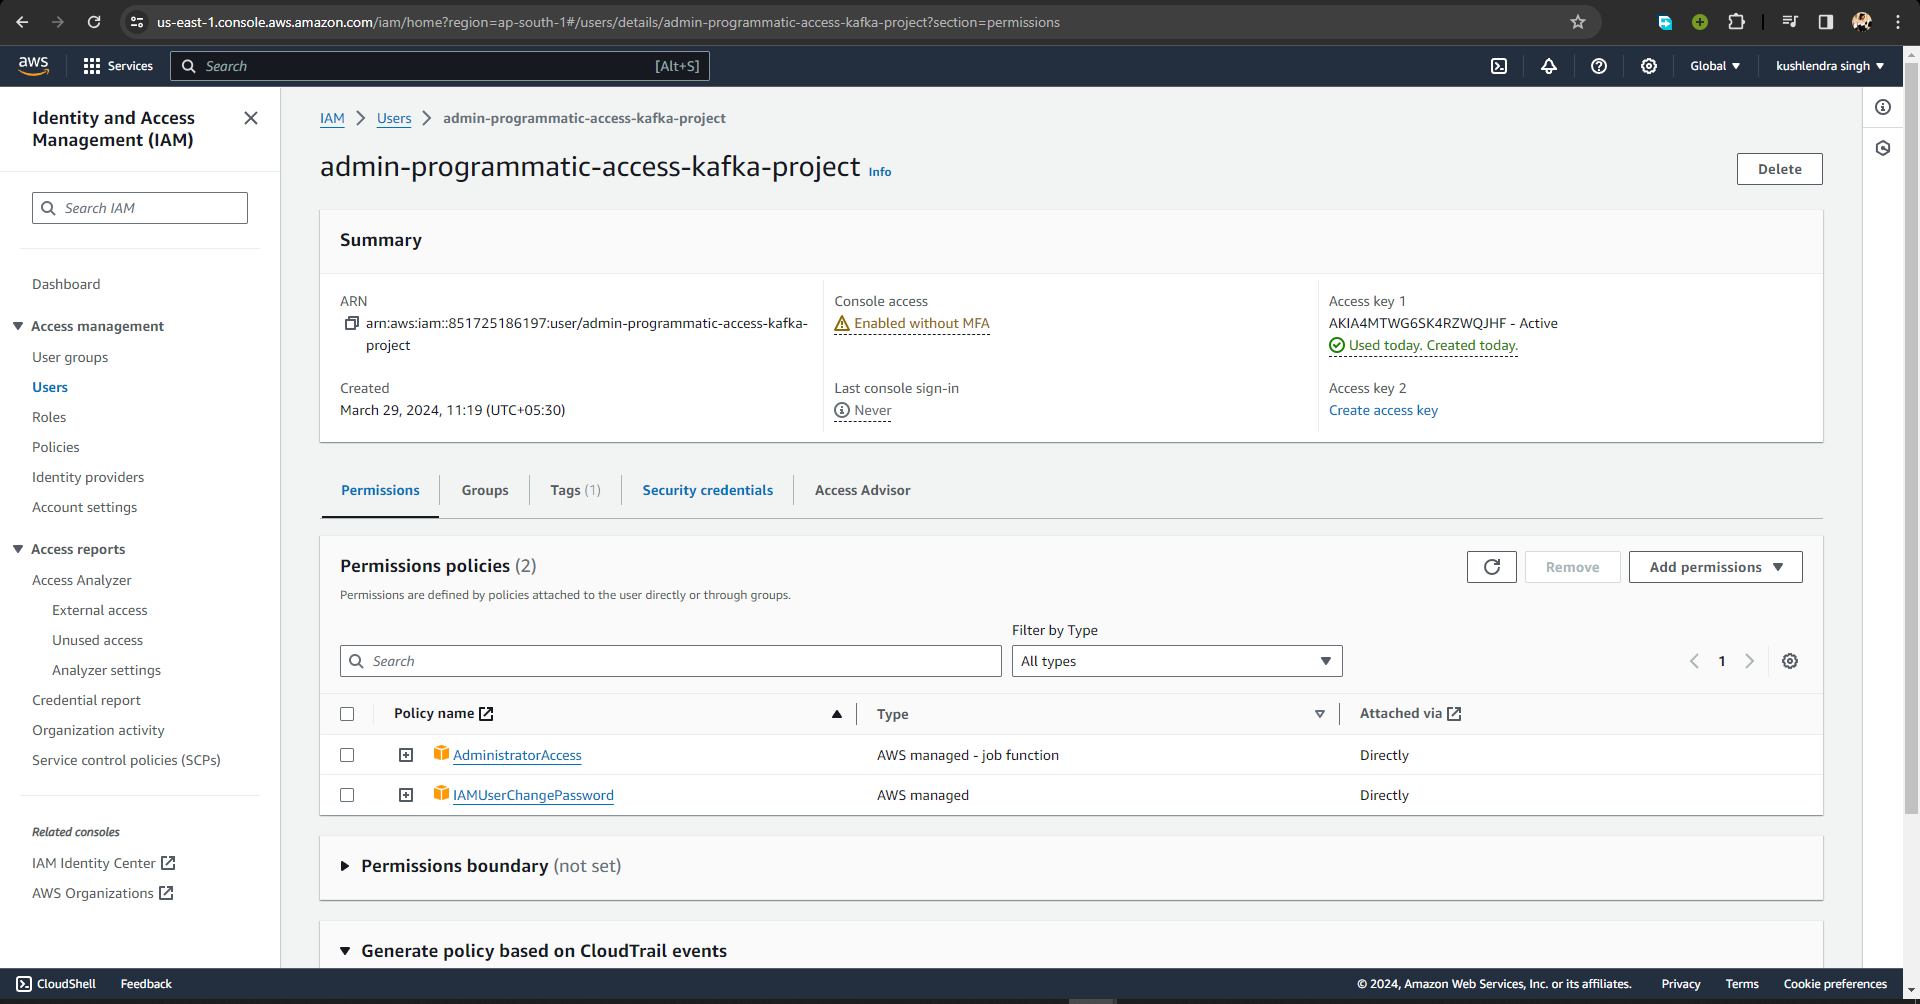 us-east-1.console.aws.amazon.com/iam/home?region=ap-south-1#/users/details/admin-programmatic-access-kafka-project?section=permissions
aws
Services
Search
[Alt+S]
Global
kushlendra singh
Identity and Access Management (IAM)
Search IAM
Dashboard
Access management
User groups
Users
Roles
Policies
Identity providers
Account settings
Access reports
Access Analyzer
External access
Unused access
Analyzer settings
Credential report
Organization activity
Service control policies (SCPs)
Related consoles
IAM Identity Center
AWS Organizations
IAM > Users > admin-programmatic-access-kafka-project
admin-programmatic-access-kafka-project Info
Delete
Summary
ARN
arn:aws:iam::851725186197:user/admin-programmatic-access-kafka-
project
Created
March 29, 2024, 11:19 (UTC+05:30)
Console access
Enabled without MFA
Last console sign-in
Never
Access key 1
AKIA4MTWG6SK4RZWQJHF - Active
Used today. Created today.
Access key 2
Create access key
Permissions
Groups
Tags (1)
Security credentials
Access Advisor
Permissions policies (2)
Permissions are defined by policies attached to the user directly or through groups.
Remove
Add permissions
Filter by Type
Search
All types
1
Policy name
Type
Attached via
AdministratorAccess
AWS managed - job function
Directly
IAMUserChangePassword
AWS managed
Directly
Permissions boundary (not set)
Generate policy based on CloudTrail events
CloudShell
Feedback
© 2024, Amazon Web Services, Inc. or its affiliates.
Privacy
Terms
Cookie preferences